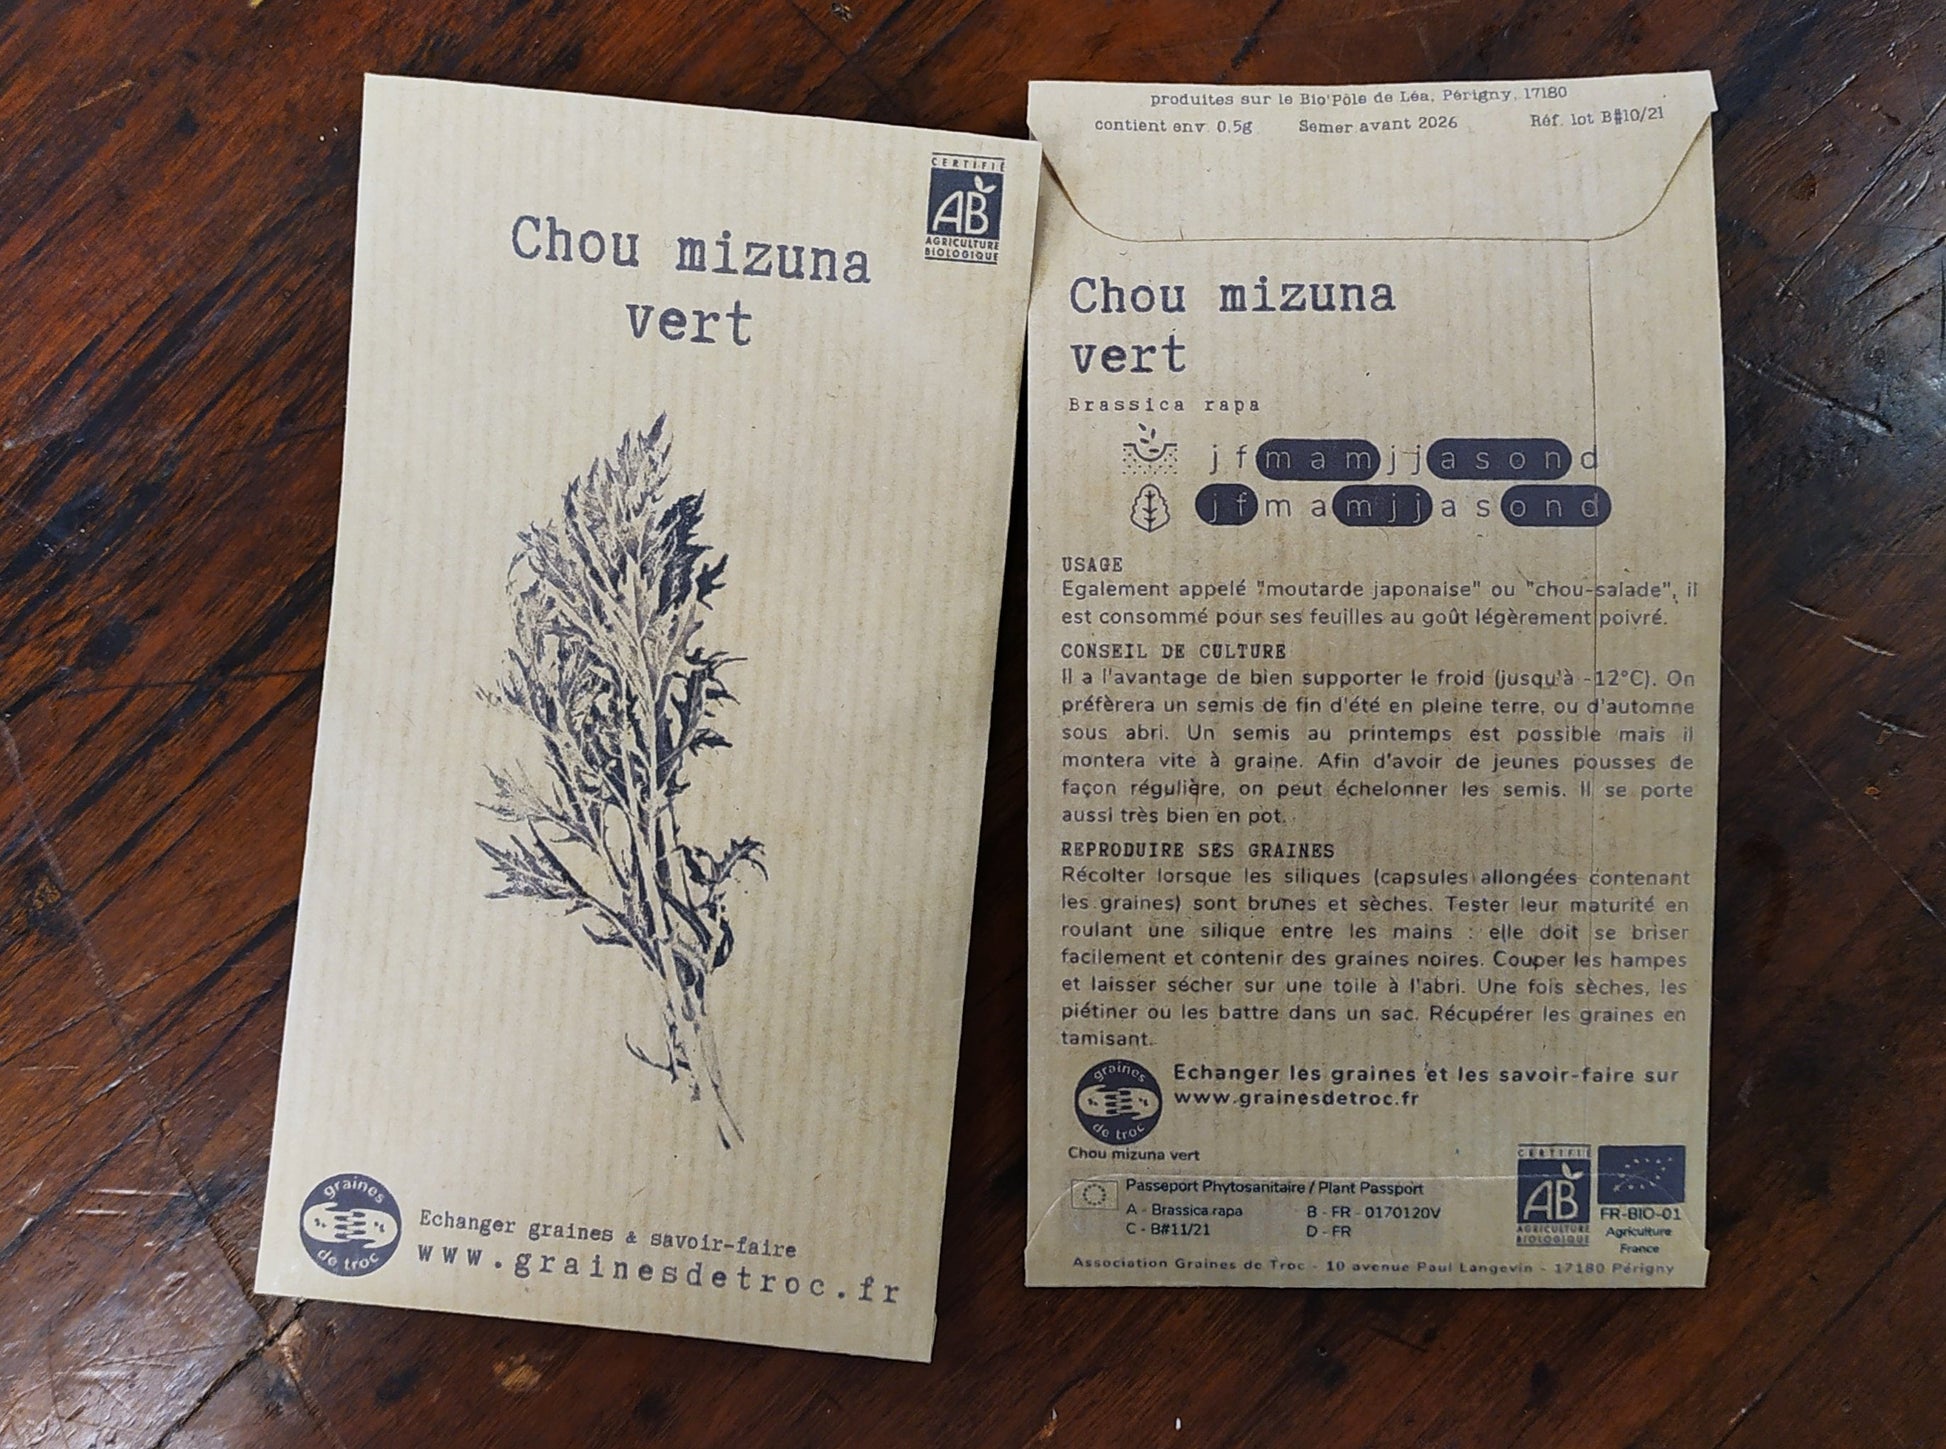 CERTIFIÉ
AB
AGRICULTURE
BIOLOGIQUE
Chou mizuna
vert
graines
de troc
Echanger graines & savoir-faire
www.grainesdetroc.fr
produites sur le Bio'Pôle de Léa, Périgny, 17180
contient env. 0.5g Semer avant 2026 Réf. lot B#10/21
Chou mizuna
vert
Brassica rapa
j f m a m j j a s o n d
j f m a m j j a s o n d
USAGE
Egalement appelé "moutarde japonaise" ou "chou-salade", il
est consommé pour ses feuilles au goût légèrement poivré.
CONSEIL DE CULTURE
Il a l'avantage de bien supporter le froid (jusqu'à -12°C). On
préfèrera un semis de fin d'été en pleine terre, ou d'automne
sous abri. Un semis au printemps est possible mais il
montera vite à graine. Afin d'avoir de jeunes pousses de
façon régulière, on peut échelonner les semis. Il se porte
aussi très bien en pot.
REPRODUIRE SES GRAINES
Récolter lorsque les siliques (capsules allongées contenant
les graines) sont brunes et sèches. Tester leur maturité en
roulant une silique entre les mains : elle doit se briser
facilement et contenir des graines noires. Couper les hampes
et laisser sécher sur une toile à l'abri. Une fois sèches, les
piétiner ou les battre dans un sac. Récupérer les graines en
tamisant.
graines
de troc
Echanger les graines et les savoir-faire sur
www.grainesdetroc.fr
Chou mizuna vert
Passeport Phytosanitaire / Plant Passport
A - Brassica rapa B - FR - 0170120V
C - B#11/21 D - FR
CERTIFIÉ
AB
AGRICULTURE
BIOLOGIQUE
FR-BIO-01
Agriculture
France
Association Graines de Troc - 10 avenue Paul Langevin - 17180 Périgny